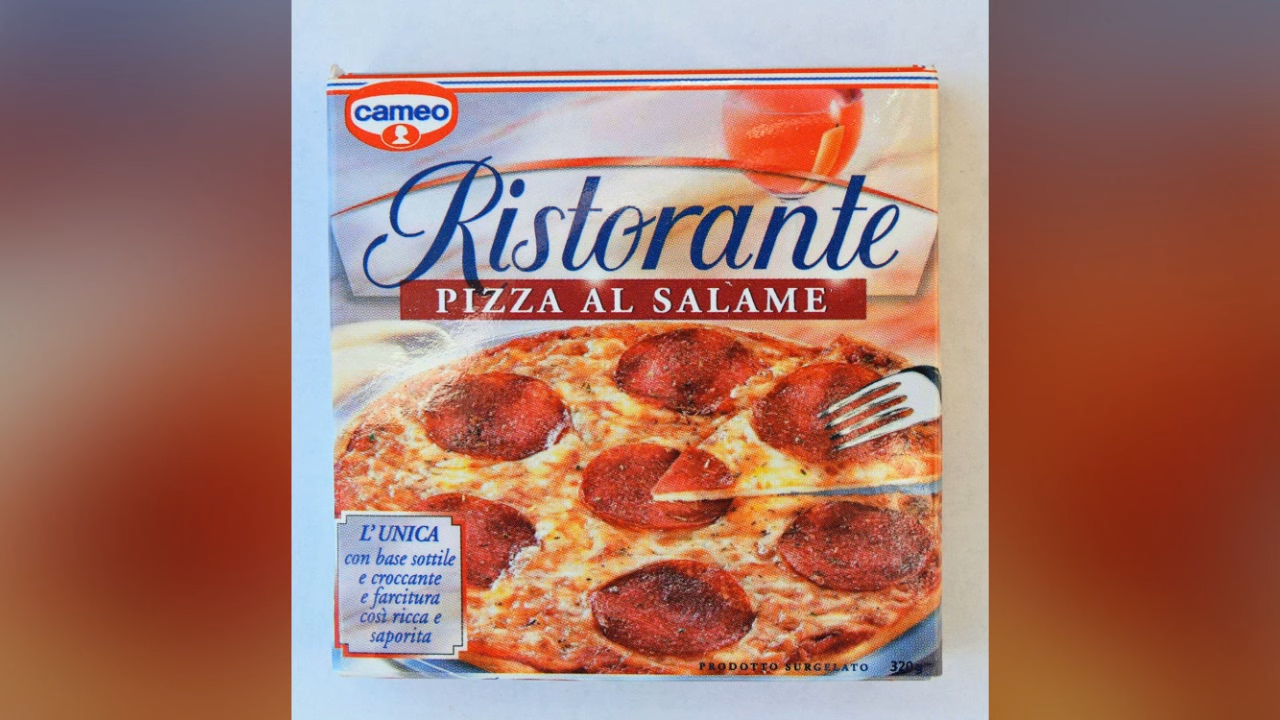 cameo
Ristorante
PIZZA AL SALAME
L'UNICA
con base sottile
e croccante
e farcitura
così ricca e
saporita
PRODOTTO SURGELATO 320g